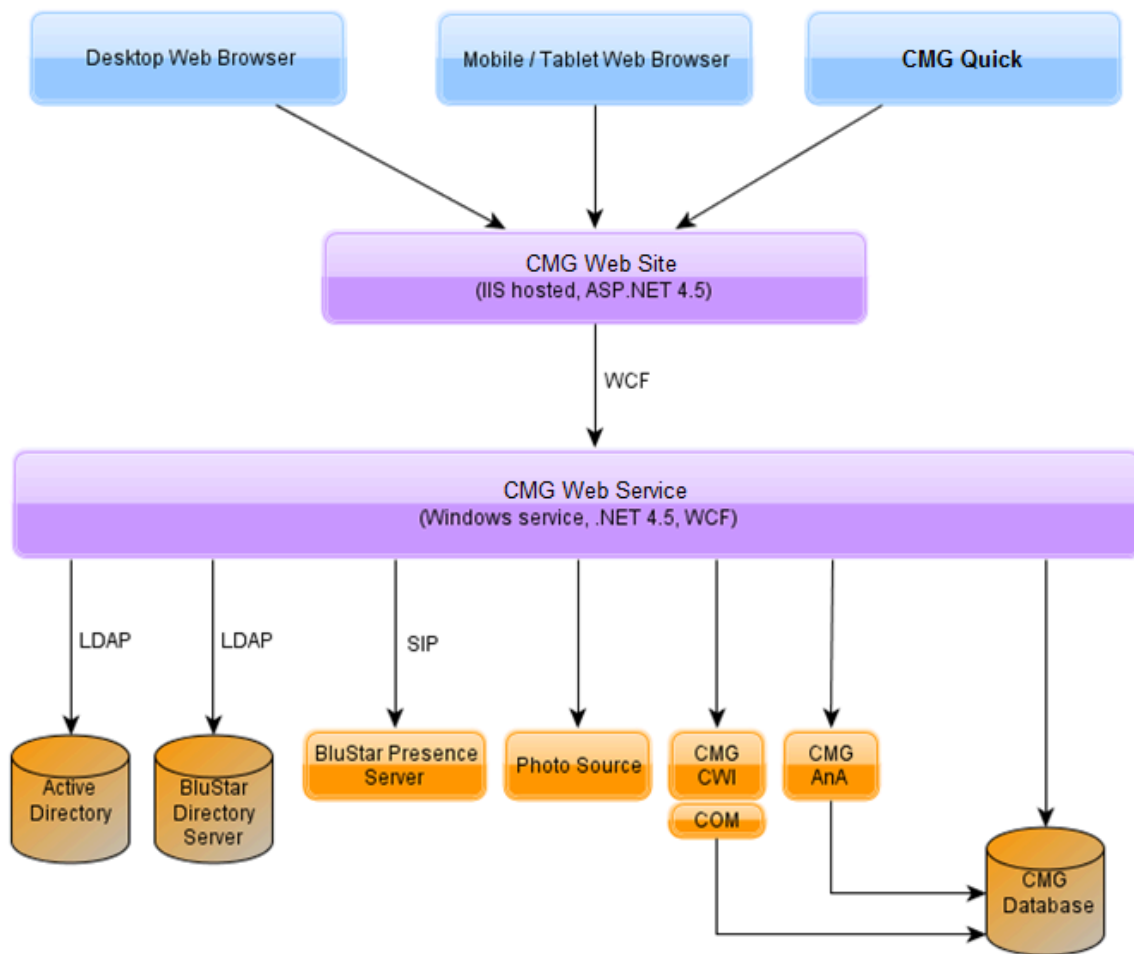 Desktop Web Browser
Mobile / Tablet Web Browser
CMG Quick
CMG Web Site
(IIS hosted, ASP.NET 4.5)
WCF
CMG Web Service
(Windows service, .NET 4.5, WCF)
LDAP
LDAP
SIP
Active
Directory
BluStar
Directory
Server
BluStar Presence
Server
Photo Source
CMG
CWI
COM
CMG
AnA
CMG
Database